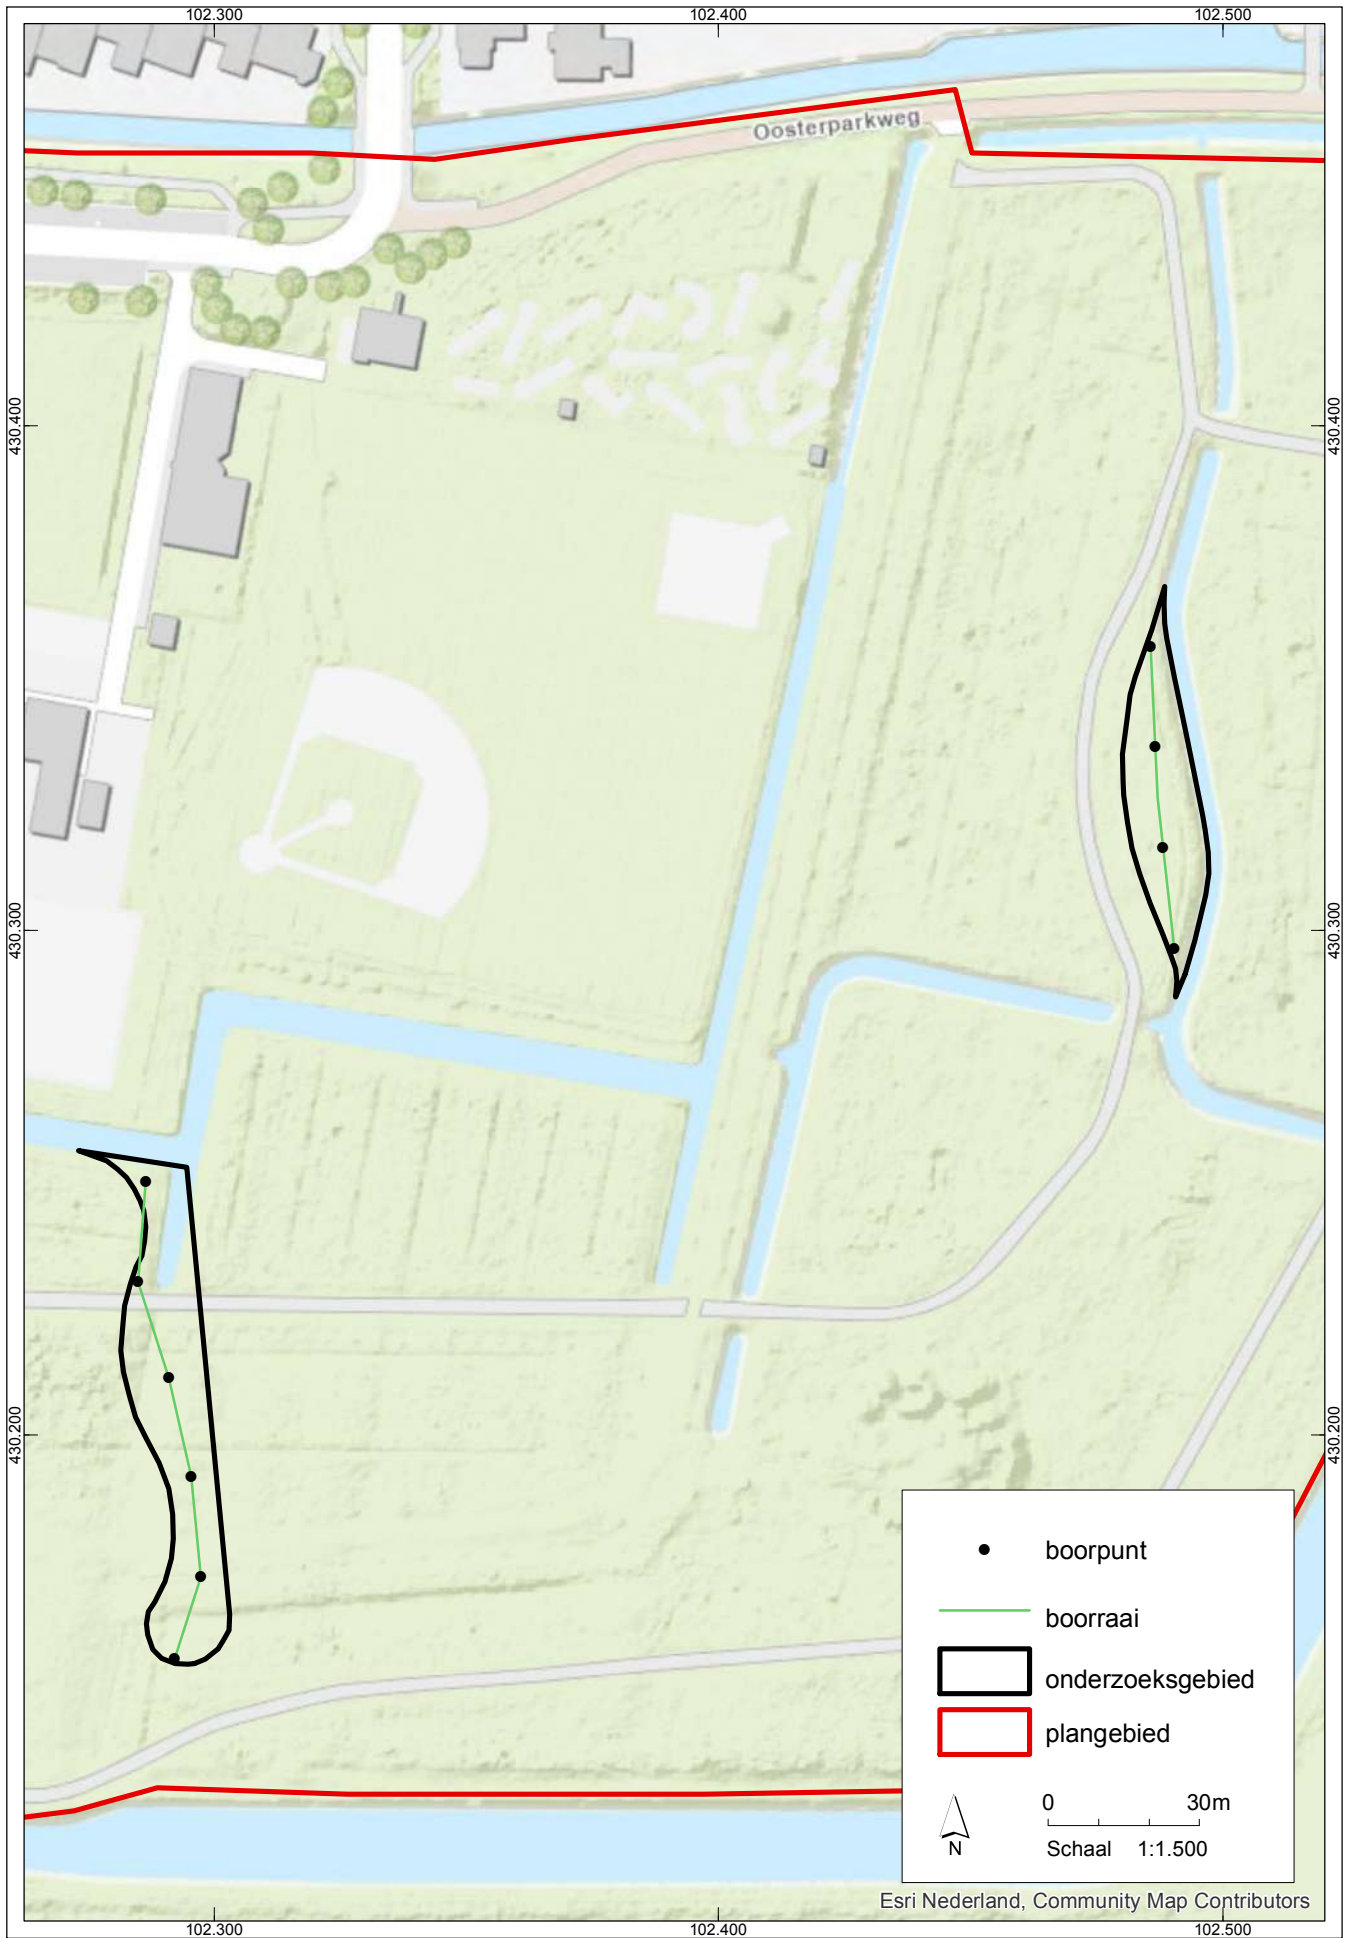 102.300
102.400
102.500
Oosterparkweg
430.400
430.400
430.300
430.300
430.200
430.200
boorpunt
boorraai
onderzoeksgebied
plangebied
0 30m
N
Schaal 1:1.500
Esri Nederland, Community Map Contributors
102.300
102.400
102.500